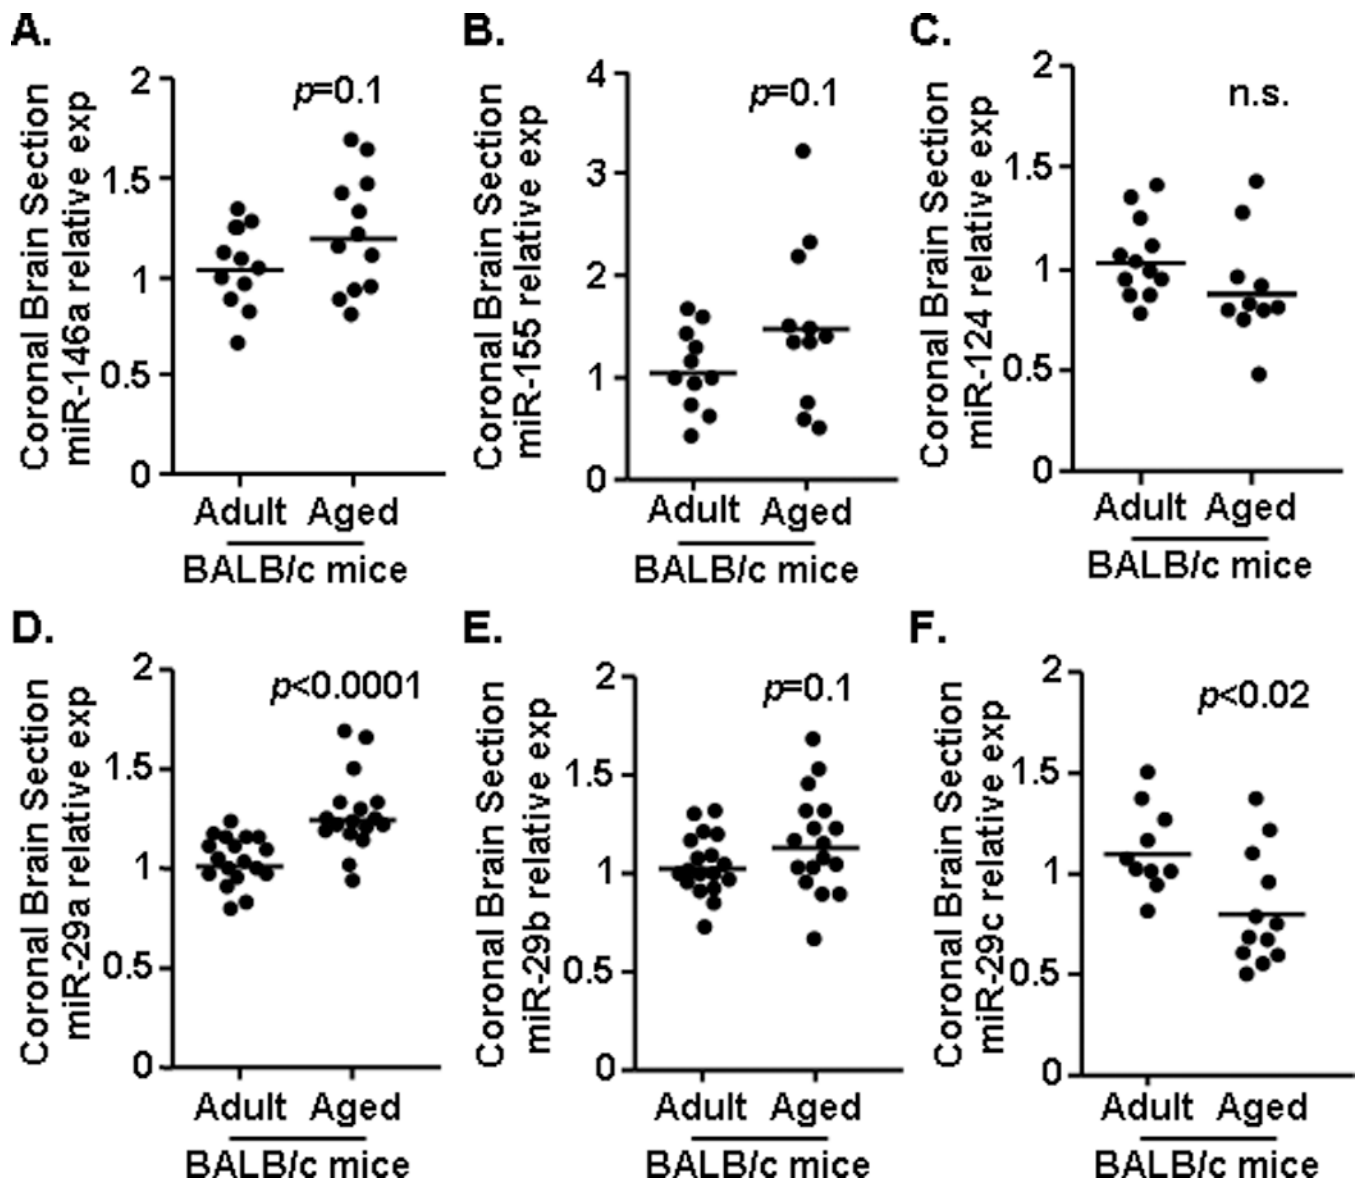 A.
Coronal Brain Section
miR-146a relative exp
2
1.5
1
0.5
0
p=0.1
Adult Aged
BALB/c mice
B.
Coronal Brain Section
miR-155 relative exp
4
3
2
1
0
p=0.1
Adult Aged
BALB/c mice
C.
Coronal Brain Section
miR-124 relative exp
2
1.5
1
0.5
0
n.s.
Adult Aged
BALB/c mice
D.
Coronal Brain Section
miR-29a relative exp
2
1.5
1
0.5
0
p<0.0001
Adult Aged
BALB/c mice
E.
Coronal Brain Section
miR-29b relative exp
2
1.5
1
0.5
0
p=0.1
Adult Aged
BALB/c mice
F.
Coronal Brain Section
miR-29c relative exp
2
1.5
1
0.5
0
p<0.02
Adult Aged
BALB/c mice